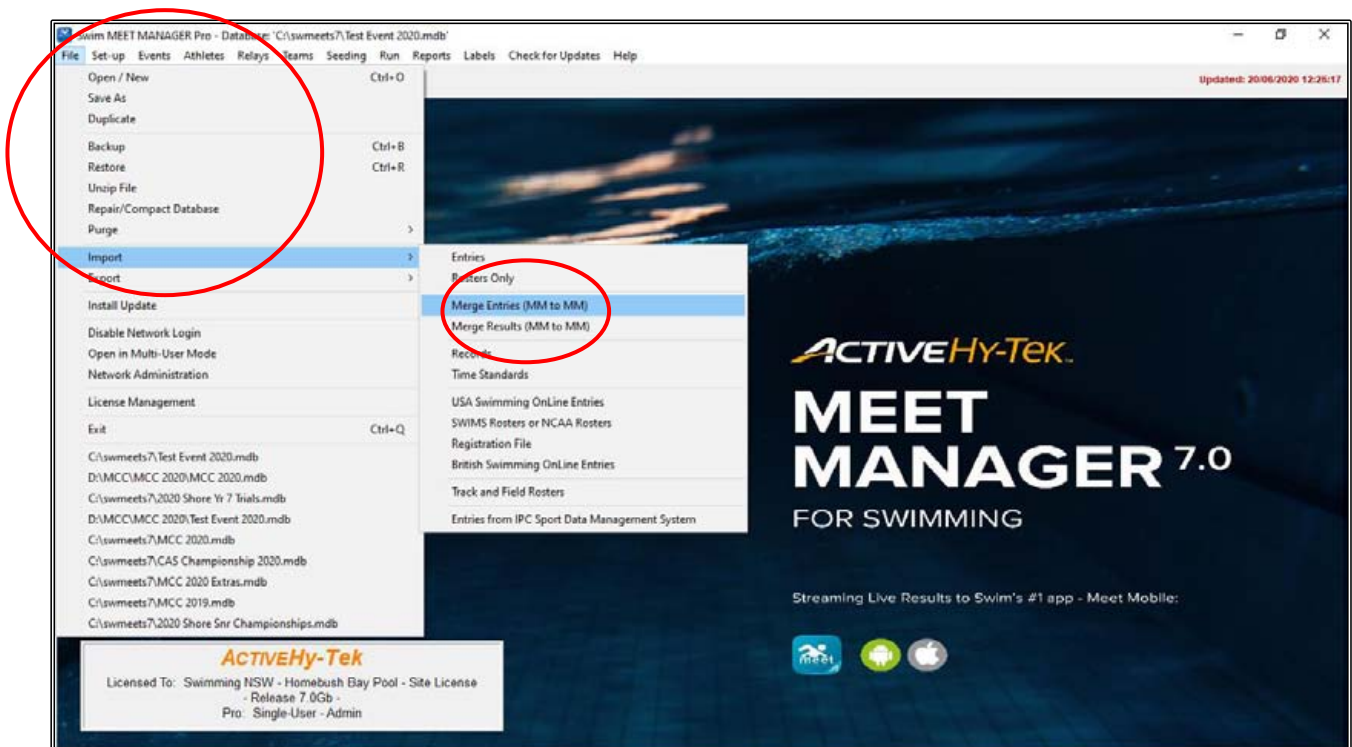 Swim MEET MANAGER Pro - Database: 'C:\swmeets7\Test Event 2020.mdb'
File Set-up Events Athletes Relays Teams Seeding Run Reports Labels Check for Updates Help
Updated: 20/06/2020 12:26:17
Open / New Ctrl+O
Save As
Duplicate
Backup Ctrl+B
Restore Ctrl+R
Unzip File
Repair/Compact Database
Purge >
Import >
Export >
Install Update
Disable Network Login
Open in Multi-User Mode
Network Administration
License Management
Exit Ctrl+Q
C:\swmeets7\Test Event 2020.mdb
D:\MCC\MCC 2020\MCC 2020.mdb
C:\swmeets7\2020 Shore Yr 7 Trials.mdb
D:\MCC\MCC 2020\Test Event 2020.mdb
C:\swmeets7\MCC 2020.mdb
C:\swmeets7\CAS Championship 2020.mdb
C:\swmeets7\MCC 2020 Extras.mdb
C:\swmeets7\MCC 2019.mdb
C:\swmeets7\2020 Shore Snr Championships.mdb
Entries
Rosters Only
Merge Entries (MM to MM)
Merge Results (MM to MM)
Records
Time Standards
USA Swimming OnLine Entries
SWIMS Rosters or NCAA Rosters
Registration File
British Swimming OnLine Entries
Track and Field Rosters
Entries from IPC Sport Data Management System
ACTIVEHy-Tek
MEET
MANAGER 7.0
FOR SWIMMING
Streaming Live Results to Swim's #1 app - Meet Mobile:
meet
ACTIVEHy-Tek
Licensed To: Swimming NSW - Homebush Bay Pool - Site License
- Release 7.0Gb -
Pro: Single-User - Admin